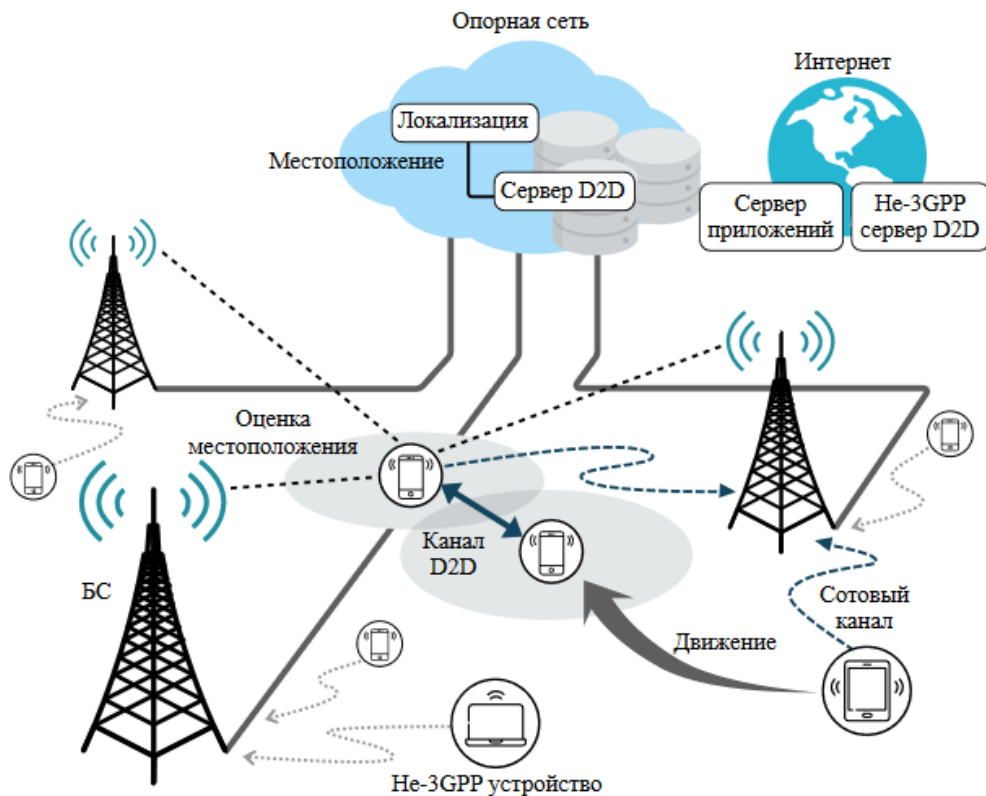 Опорная сеть
Интернет
Локализация
Местоположение
Сервер D2D
Сервер
приложений
Не-3GPP
сервер D2D
Оценка
местоположения
Канал
D2D
БС
Сотовый
канал
Движение
Не-3GPP устройство